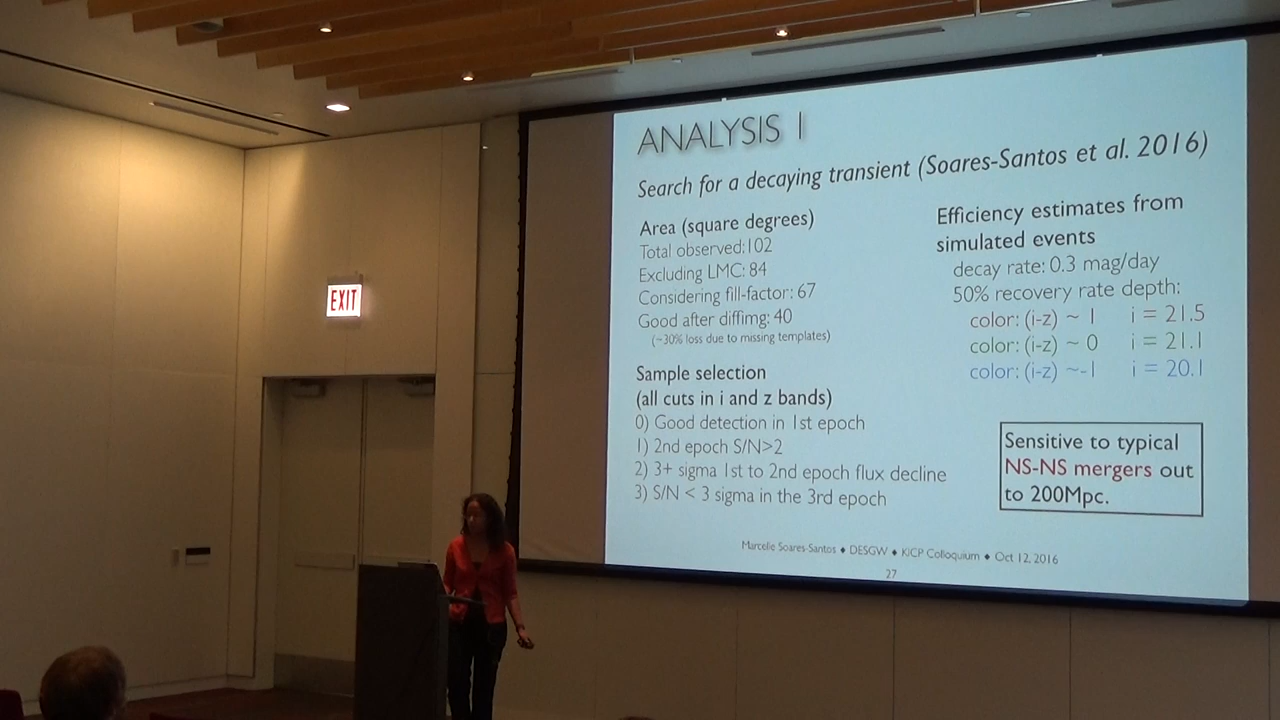 ANALYSIS I
Search for a decaying transient (Soares-Santos et al. 2016)
Area (square degrees)
Total observed:102
Excluding LMC: 84
Considering fill-factor: 67
Good after diffimg: 40
(~30% loss due to missing templates)
Sample selection
(all cuts in i and z bands)
0) Good detection in 1st epoch
1) 2nd epoch S/N>2
2) 3+ sigma 1st to 2nd epoch flux decline
3) S/N < 3 sigma in the 3rd epoch
Efficiency estimates from
simulated events
decay rate: 0.3 mag/day
50% recovery rate depth:
color: (i-z) ~ 1 i = 21.5
color: (i-z) ~ 0 i = 21.1
color: (i-z) ~-1 i = 20.1
Sensitive to typical
NS-NS mergers out
to 200Mpc.
Marcelle Soares-Santos ♦ DESGW ♦ KICP Colloquium ♦ Oct 12, 2016
27
EXIT